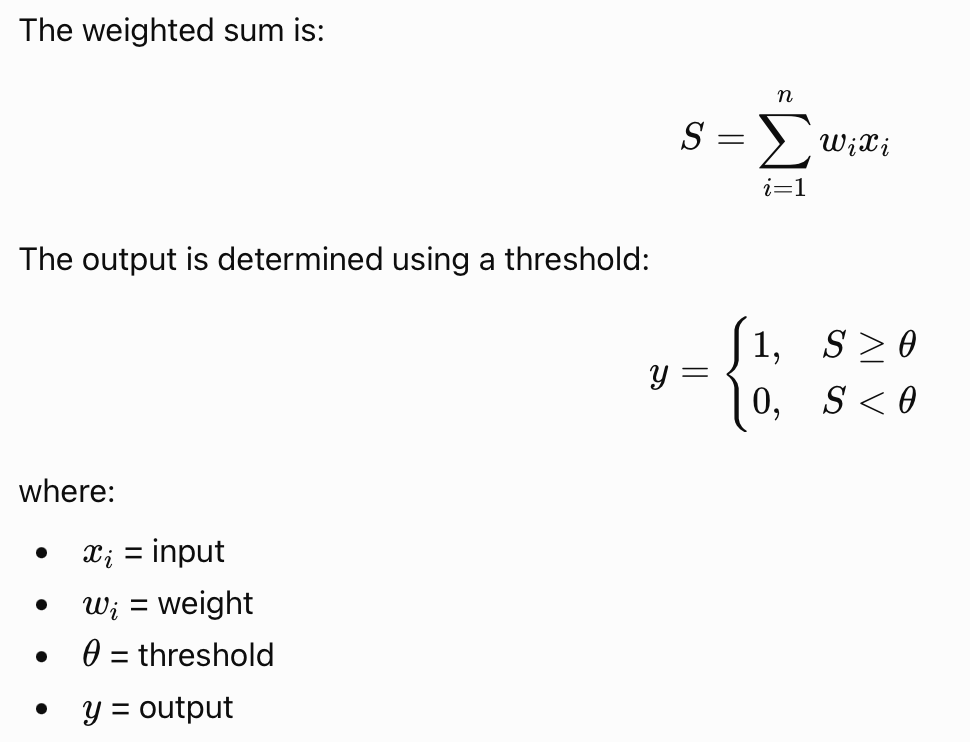 The weighted sum is:
$$S = \sum_{i=1}^{n} w_i x_i$$
The output is determined using a threshold:
$$y = \begin{cases} 1, & S \geq \theta \\ 0, & S < \theta \end{cases}$$
where:
• $x_i$ = input
• $w_i$ = weight
• $\theta$ = threshold
• $y$ = output